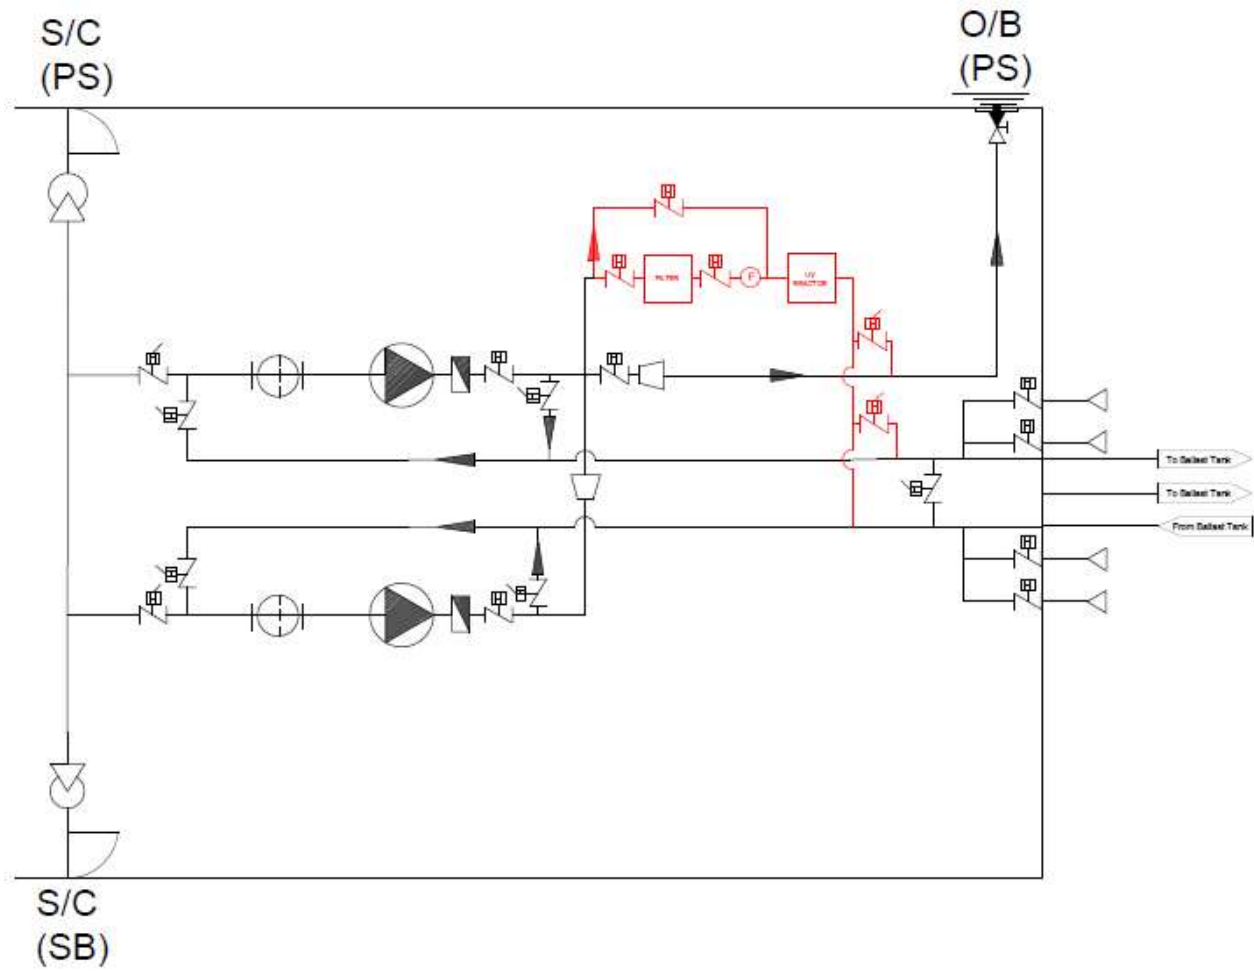 S/C
(PS)
O/B
(PS)
FILTER
F
UV
REACTOR
To Ballast Tank
To Ballast Tank
From Ballast Tank
S/C
(SB)